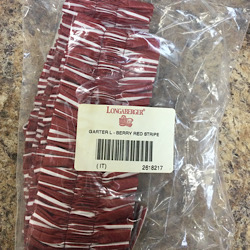 LONGABERGER
GARTER L - BERRY RED STRIPE
(IT) 2618217